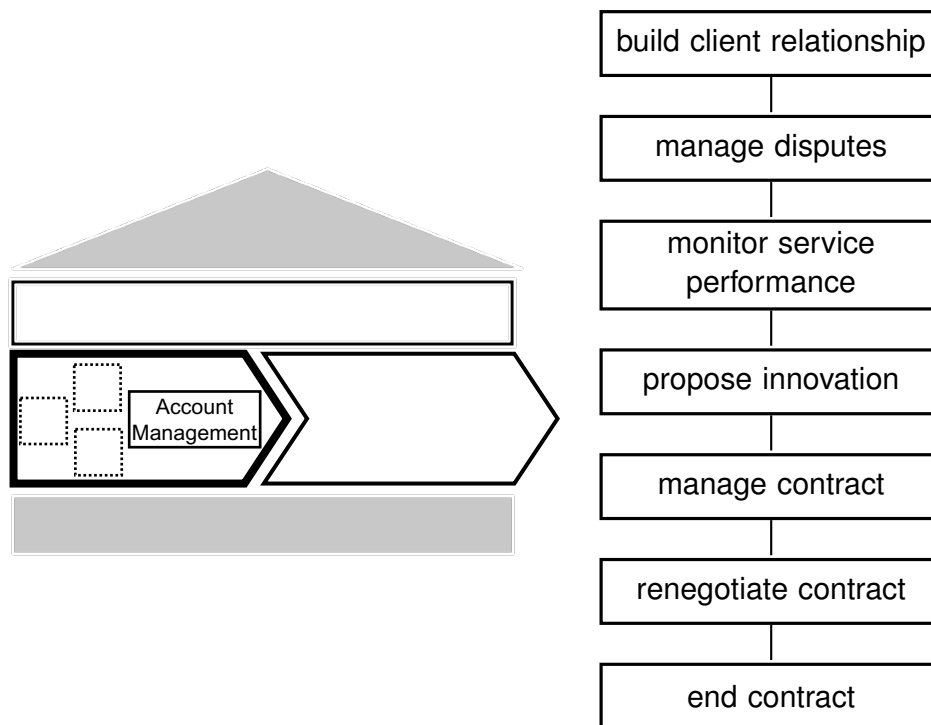 build client relationship
manage disputes
monitor service
performance
propose innovation
Account
Management
manage contract
renegotiate contract
end contract